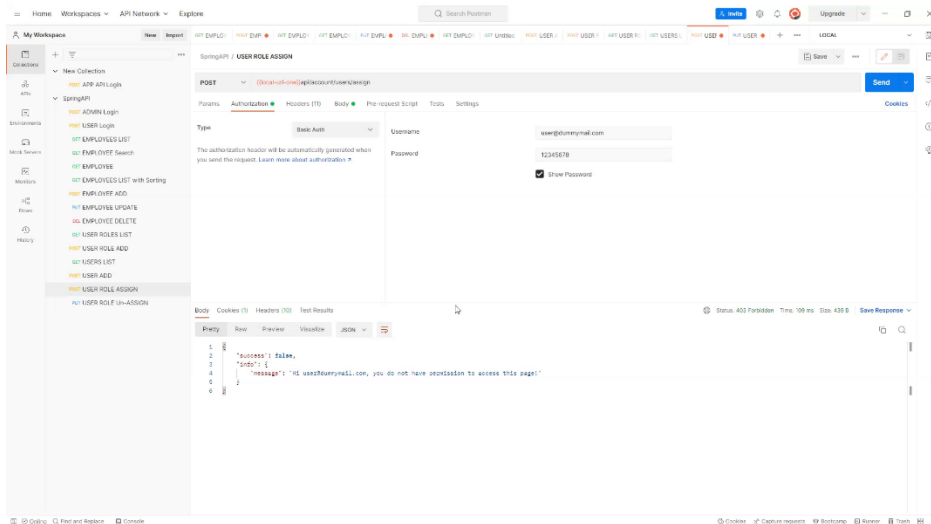 Home Workspaces API Network Explore
Search Postman
Invite
Upgrade
My Workspace
New Import
LOCAL
Collections
APIs
Environments
Mock Servers
Monitors
Flows
History
New Collection
POST APP API Login
SpringAPI
POST ADMIN Login
POST USER Login
GET EMPLOYEES LIST
GET EMPLOYEE Search
GET EMPLOYEE
GET EMPLOYEES LIST with Sorting
POST EMPLOYEE ADD
PUT EMPLOYEE UPDATE
DEL EMPLOYEE DELETE
GET USER ROLES LIST
POST USER ROLE ADD
GET USERS LIST
POST USER ADD
POST USER ROLE ASSIGN
PUT USER ROLE Un-ASSIGN
SpringAPI / USER ROLE ASSIGN
Save
POST
api/account/users/assign
Send
Params Authorization Headers (11) Body Pre-request Script Tests Settings
Cookies
Type
Basic Auth
The authorization header will be automatically generated when
you send the request. Learn more about authorization
Username
user@dummymail.com
Password
12345678
Show Password
Body Cookies (1) Headers (10) Test Results
Status: 403 Forbidden Time: 109 ms Size: 439 B Save Response
Pretty Raw Preview Visualize JSON
1 {
2 "success": false,
3 "info": {
4 "message": "Hi user@dummymail.com, you do not have permission to access this page!"
5 }
6 }
Online Find and Replace Console
Cookies Capture requests Bootcamp Runner Trash